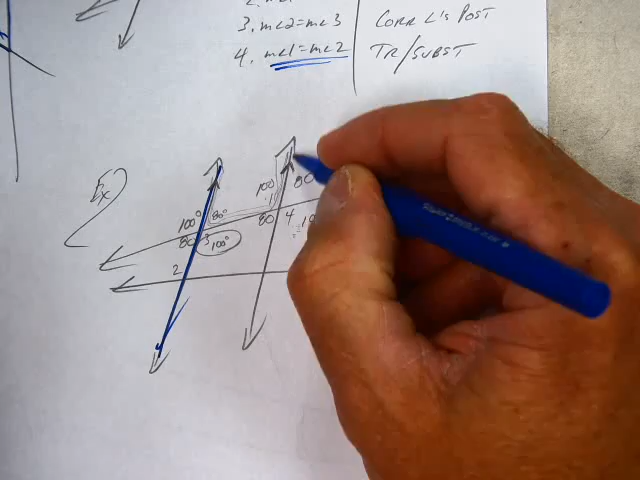 3. m∠2=m∠3 CORR ∠'s POST
4. m∠1=m∠2 TR/SUBST
Ex)
100 80
100° 80° 1
80 3 100° 80 4
2